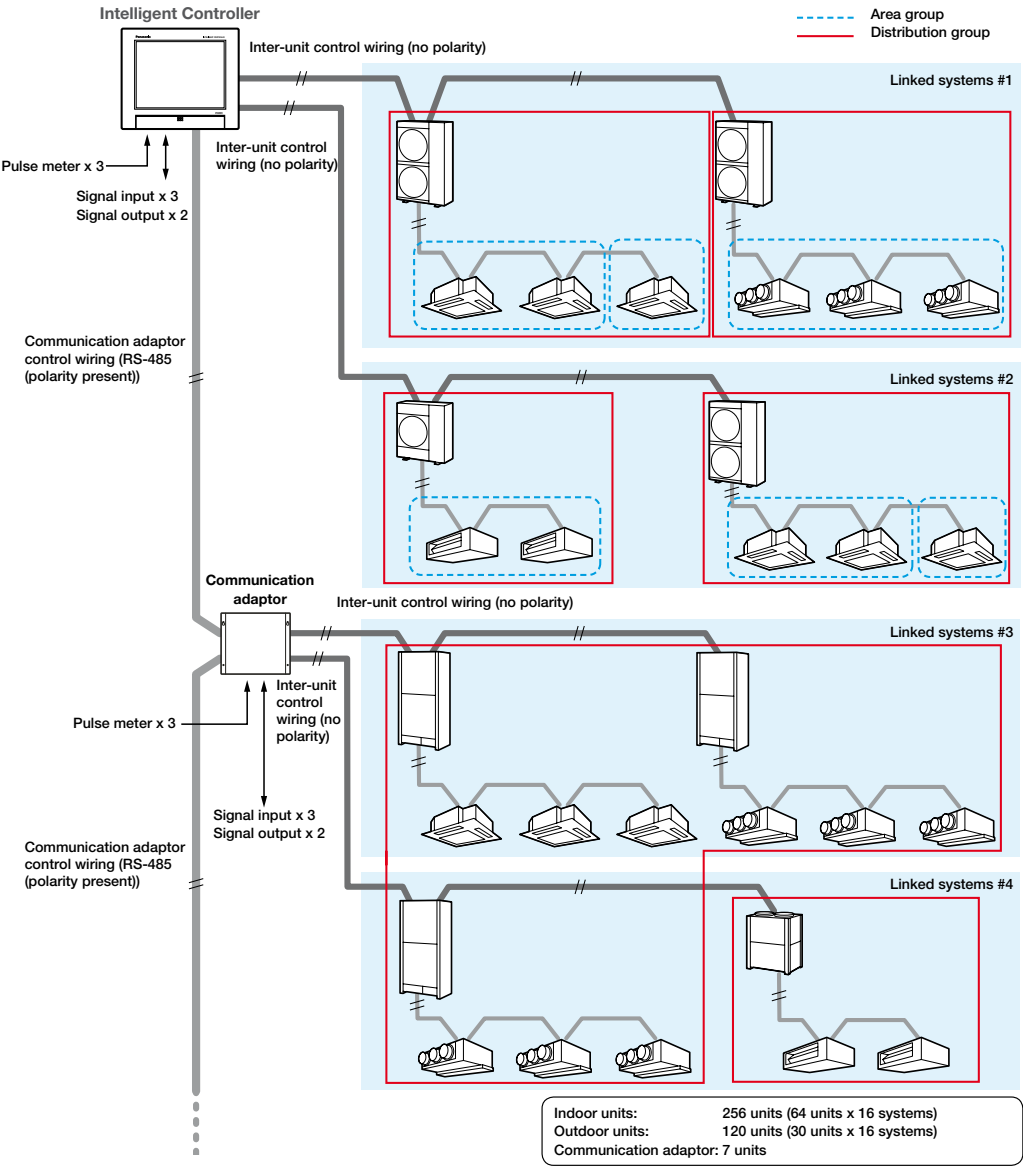 Intelligent Controller
Area group
Distribution group
Inter-unit control wiring (no polarity)
Panasonic
Linked systems #1
Inter-unit control
wiring (no polarity)
Pulse meter x 3
Signal input x 3
Signal output x 2
Communication adaptor
control wiring (RS-485
(polarity present))
Linked systems #2
Communication
adaptor
Inter-unit control wiring (no polarity)
Linked systems #3
Inter-unit
control
wiring (no
polarity)
Pulse meter x 3
Signal input x 3
Signal output x 2
Communication adaptor
control wiring (RS-485
(polarity present))
Linked systems #4
Indoor units: 256 units (64 units x 16 systems)
Outdoor units: 120 units (30 units x 16 systems)
Communication adaptor: 7 units